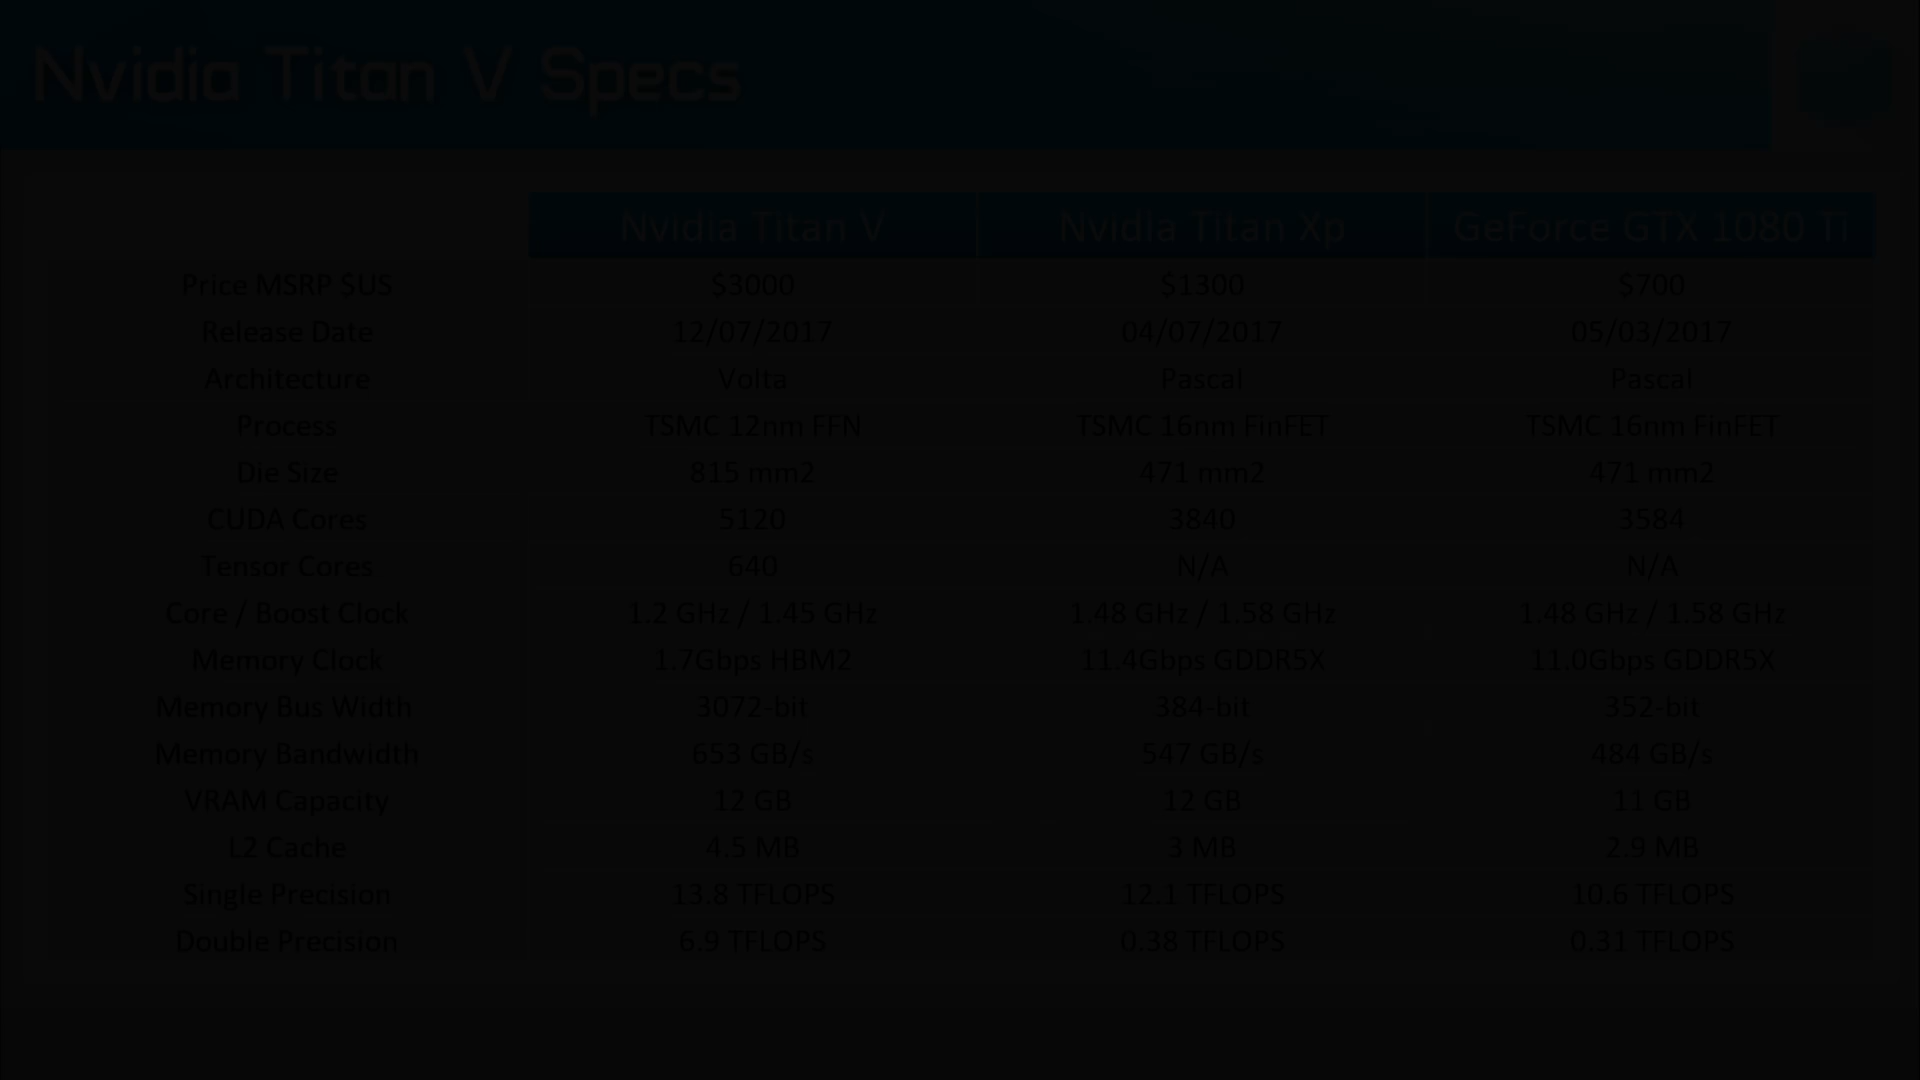 Nvidia Titan V Specs
Nvidia Titan V Nvidia Titan Xp GeForce GTX 1080 Ti
Price MSRP $US $3000 $1300 $700
Release Date 12/07/2017 04/07/2017 05/03/2017
Architecture Volta Pascal Pascal
Process TSMC 12nm FFN TSMC 16nm FinFET TSMC 16nm FinFET
Die Size 815 mm2 471 mm2 471 mm2
CUDA Cores 5120 3840 3584
Tensor Cores 640 N/A N/A
Core / Boost Clock 1.2 GHz / 1.45 GHz 1.48 GHz / 1.58 GHz 1.48 GHz / 1.58 GHz
Memory Clock 1.7Gbps HBM2 11.4Gbps GDDR5X 11.0Gbps GDDR5X
Memory Bus Width 3072-bit 384-bit 352-bit
Memory Bandwidth 653 GB/s 547 GB/s 484 GB/s
VRAM Capacity 12 GB 12 GB 11 GB
L2 Cache 4.5 MB 3 MB 2.9 MB
Single Precision 13.8 TFLOPS 12.1 TFLOPS 10.6 TFLOPS
Double Precision 6.9 TFLOPS 0.38 TFLOPS 0.31 TFLOPS